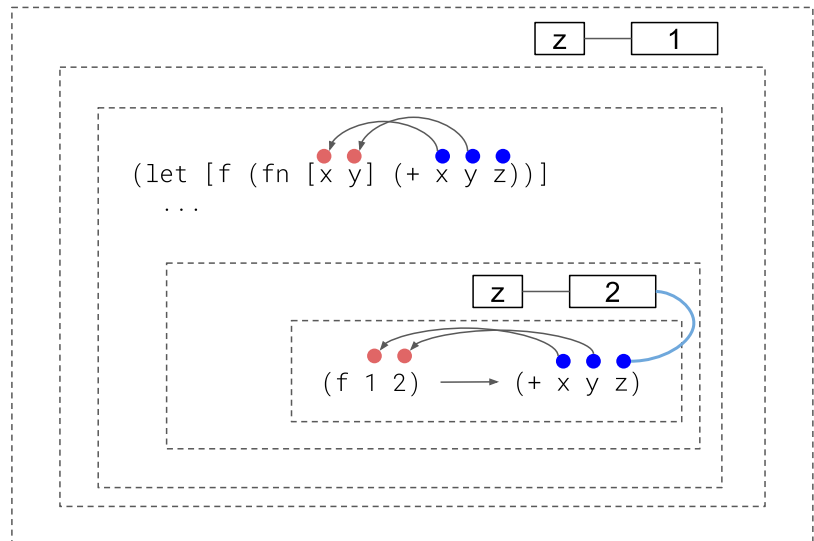 z 1
(let [f (fn [x y] (+ x y z))]
...
z 2
(f 1 2) (+ x y z)